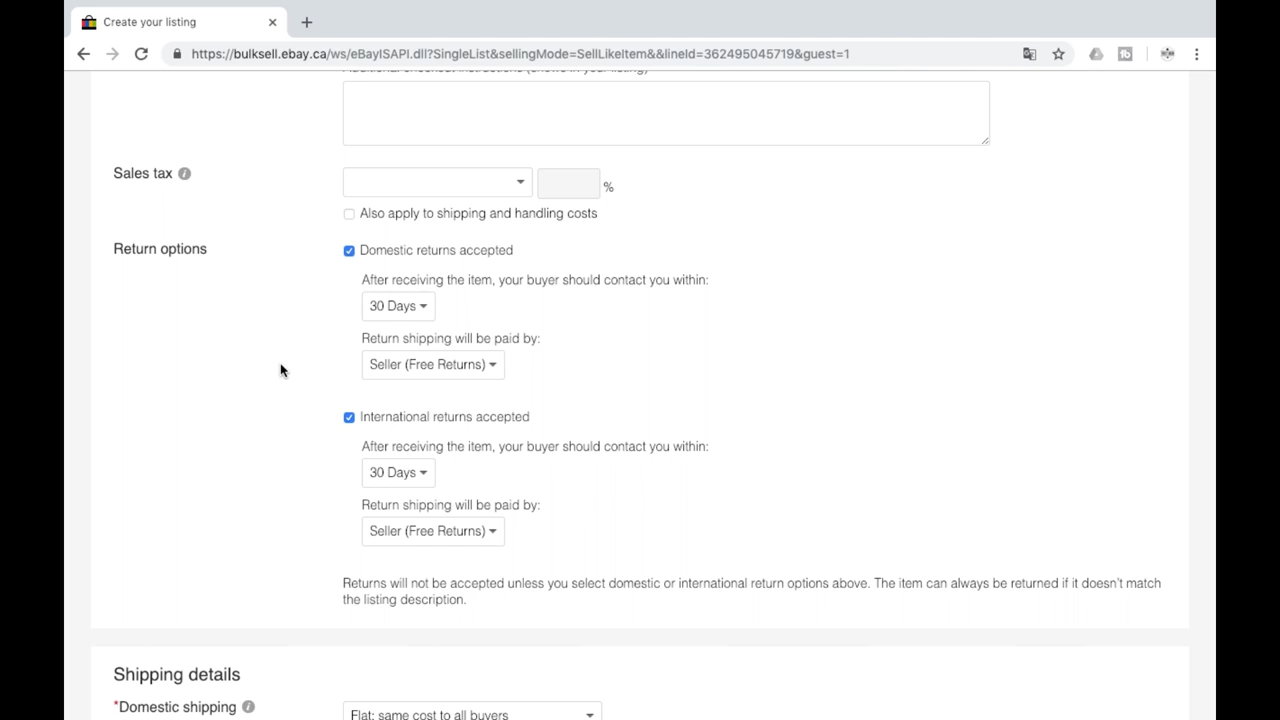 Create your listing
https://bulksell.ebay.ca/ws/eBayISAPI.dll?SingleList&sellingMode=SellLikeItem&&lineId=362495045719&guest=1
Sales tax
%
Also apply to shipping and handling costs
Return options
Domestic returns accepted
After receiving the item, your buyer should contact you within:
30 Days
Return shipping will be paid by:
Seller (Free Returns)
International returns accepted
After receiving the item, your buyer should contact you within:
30 Days
Return shipping will be paid by:
Seller (Free Returns)
Returns will not be accepted unless you select domestic or international return options above. The item can always be returned if it doesn't match
the listing description.
Shipping details
*Domestic shipping
Flat: same cost to all buyers